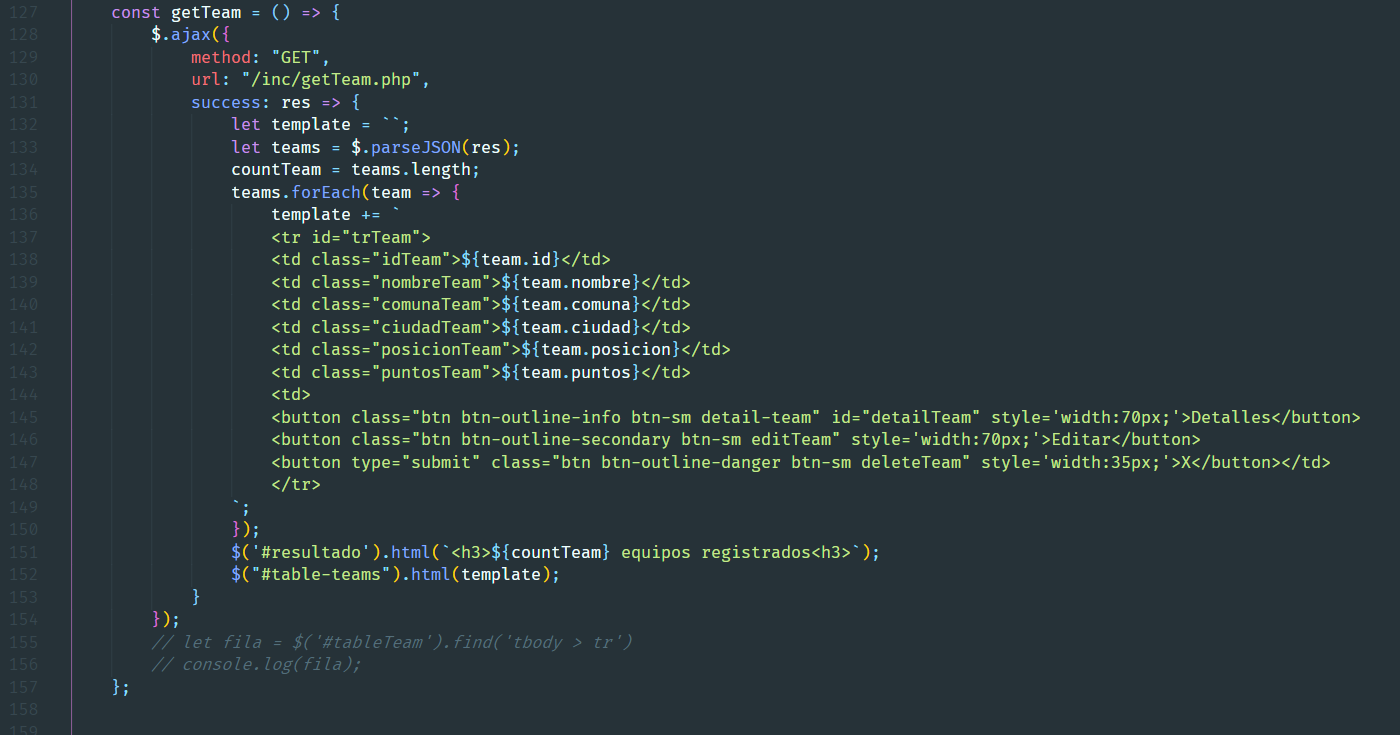 127 const getTeam = () => {
128 $.ajax({
129 method: "GET",
130 url: "/inc/getTeam.php",
131 success: res => {
132 let template = ``;
133 let teams = $.parseJSON(res);
134 countTeam = teams.length;
135 teams.forEach(team => {
136 template += `
137 <tr id="trTeam">
138 <td class="idTeam">${team.id}</td>
139 <td class="nombreTeam">${team.nombre}</td>
140 <td class="comunaTeam">${team.comuna}</td>
141 <td class="ciudadTeam">${team.ciudad}</td>
142 <td class="posicionTeam">${team.posicion}</td>
143 <td class="puntosTeam">${team.puntos}</td>
144 <td>
145 <button class="btn btn-outline-info btn-sm detail-team" id="detailTeam" style='width:70px;'>Detalles</button>
146 <button class="btn btn-outline-secondary btn-sm editTeam" style='width:70px;'>Editar</button>
147 <button type="submit" class="btn btn-outline-danger btn-sm deleteTeam" style='width:35px;'>X</button></td>
148 </tr>
149 `;
150 });
151 $('#resultado').html(`<h3>${countTeam} equipos registrados<h3>`);
152 $("#table-teams").html(template);
153 }
154 });
155 // let fila = $('#tableTeam').find('tbody > tr')
156 // console.log(fila);
157 };
158
159